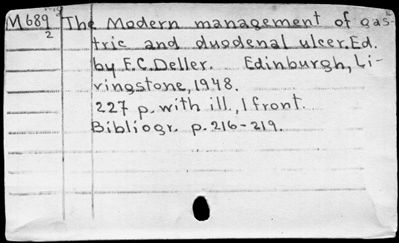 M689 The Modern management of gas-
2 tric and duodenal ulcer. Ed.
by F.C.Deller. Edinburgh, Li-
vingstone, 1948.
227 p. with ill., 1 front.
Bibliogr. p. 216-219.